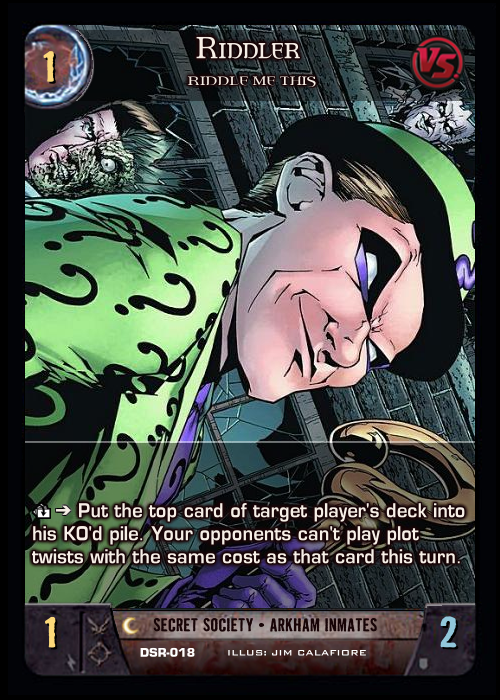 1
RIDDLER
RIDDLE ME THIS
VS.
➔ Put the top card of target player's deck into
his KO'd pile. Your opponents can't play plot
twists with the same cost as that card this turn.
1
SECRET SOCIETY • ARKHAM INMATES
2
DSR-018 ILLUS: JIM CALAFIORE